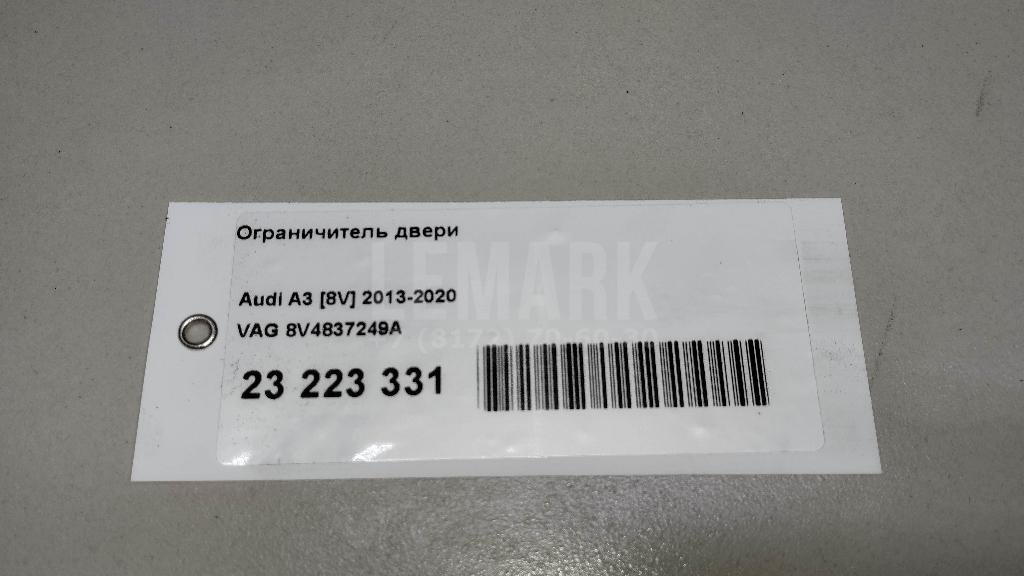 Ограничитель двери
LEMARK
Audi A3 [8V] 2013-2020
VAG 8V4837249A
23 223 331